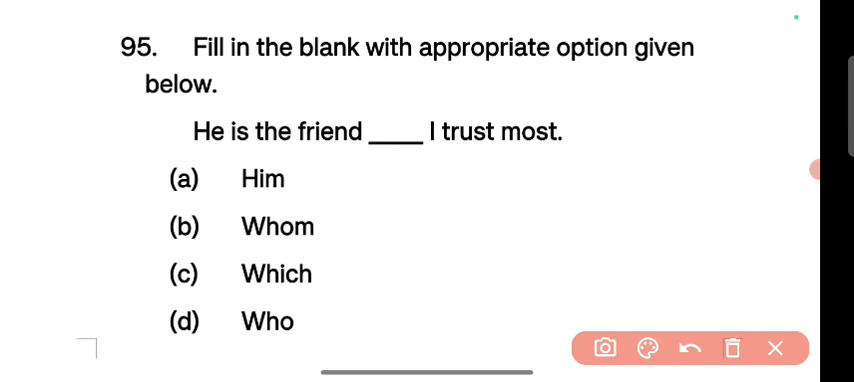 95. Fill in the blank with appropriate option given
below.
He is the friend ____ I trust most.
(a) Him
(b) Whom
(c) Which
(d) Who